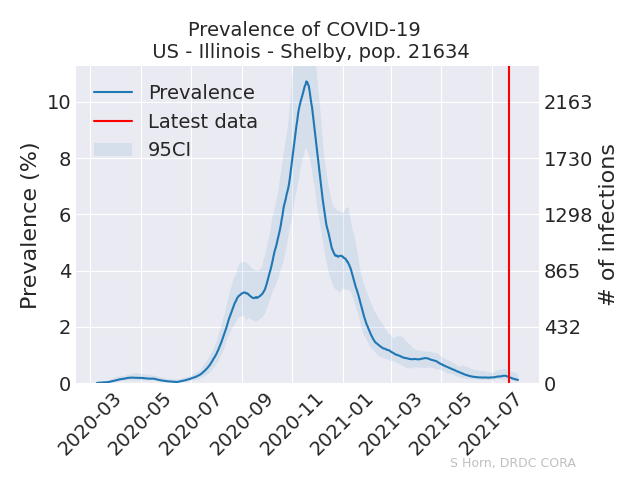 Prevalence of COVID-19
US - Illinois - Shelby, pop. 21634
Prevalence
Latest data
95CI
Prevalence (%)
10
8
6
4
2
0
# of infections
2163
1730
1298
865
432
0
2020-03
2020-05
2020-07
2020-09
2020-11
2021-01
2021-03
2021-05
2021-07
S Horn, DRDC CORA